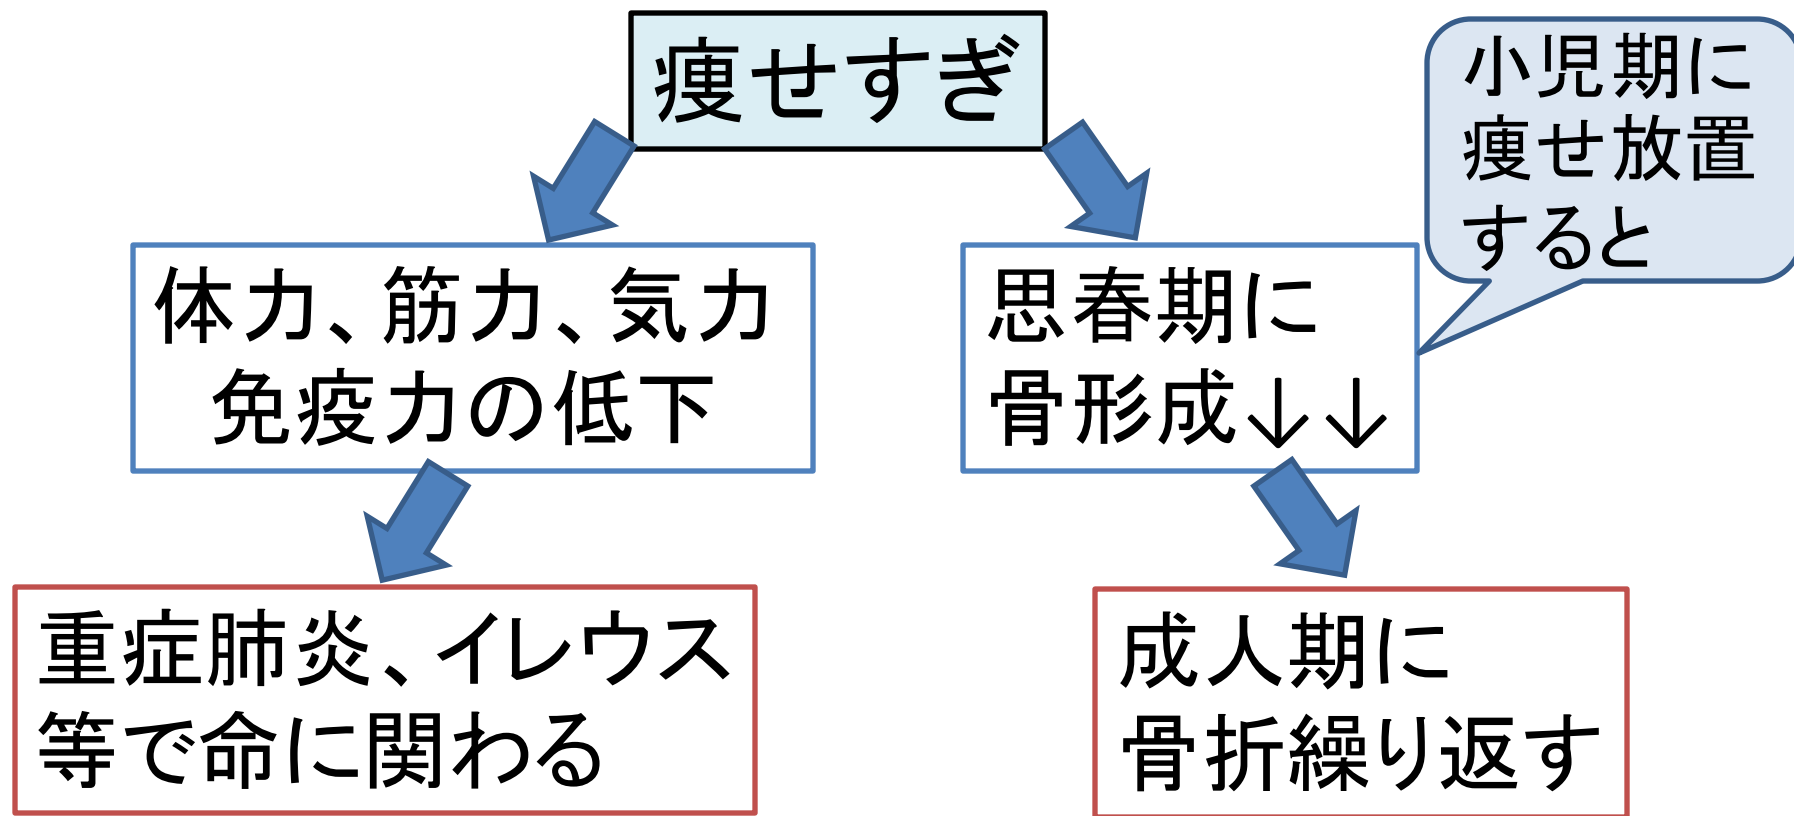 痩せすぎ
小児期に
痩せ放置
すると
体力、筋力、気力
免疫力の低下
思春期に
骨形成↓↓
重症肺炎、イレウス
等で命に関わる
成人期に
骨折繰り返す